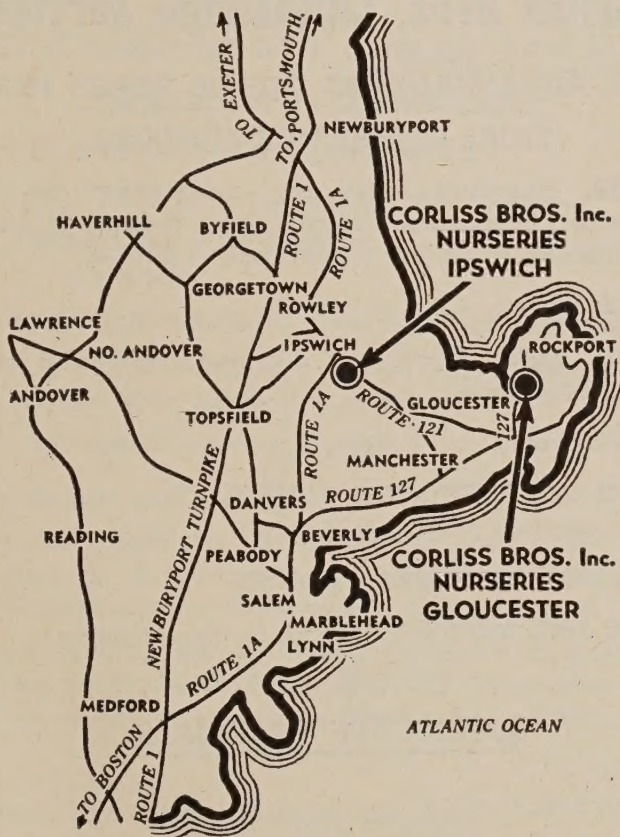 TO EXETER
TO PORTSMOUTH
NEWBURYPORT
ROUTE 1
ROUTE 1A
HAVERHILL
BYFIELD
CORLISS BROS. Inc.
NURSERIES
IPSWICH
GEORGETOWN
ROWLEY
LAWRENCE
NO. ANDOVER
IPSWICH
ROCKPORT
ANDOVER
TOPSFIELD
ROUTE 1A
ROUTE·121
GLOUCESTER
127
MANCHESTER
ROUTE 127
DANVERS
READING
NEWBURYPORT TURNPIKE
PEABODY
BEVERLY
CORLISS BROS. Inc.
NURSERIES
GLOUCESTER
SALEM
MARBLEHEAD
LYNN
ROUTE 1A
MEDFORD
ATLANTIC OCEAN
TO BOSTON
ROUTE 1